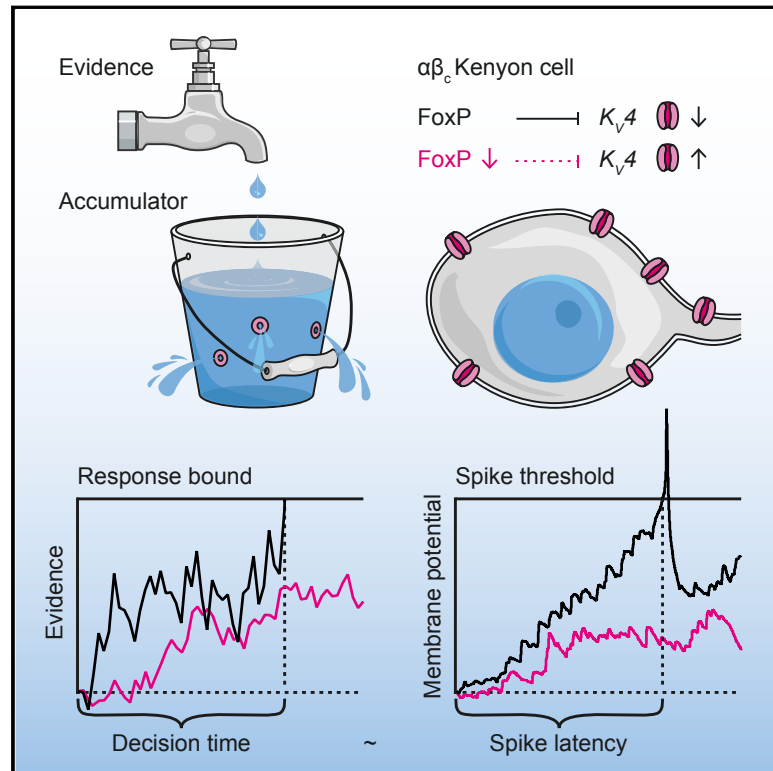 Evidence
Accumulator
αβc Kenyon cell
FoxP KV4 ↓
FoxP ↓ KV4 ↑
Response bound
Evidence
Decision time
~
Spike threshold
Membrane potential
Spike latency